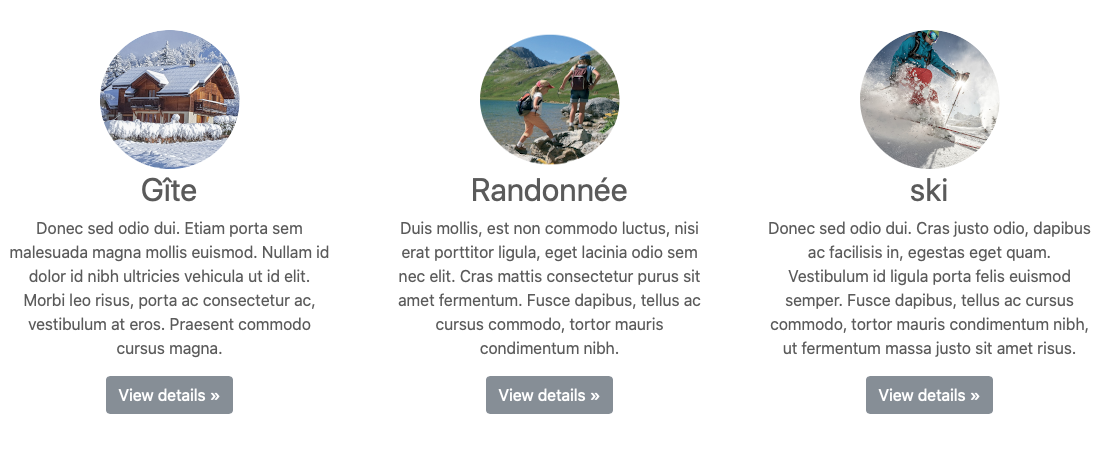 Gîte
Donec sed odio dui. Etiam porta sem
malesuada magna mollis euismod. Nullam id
dolor id nibh ultricies vehicula ut id elit.
Morbi leo risus, porta ac consectetur ac,
vestibulum at eros. Praesent commodo
cursus magna.
View details »
Randonnée
Duis mollis, est non commodo luctus, nisi
erat porttitor ligula, eget lacinia odio sem
nec elit. Cras mattis consectetur purus sit
amet fermentum. Fusce dapibus, tellus ac
cursus commodo, tortor mauris
condimentum nibh.
View details »
ski
Donec sed odio dui. Cras justo odio, dapibus
ac facilisis in, egestas eget quam.
Vestibulum id ligula porta felis euismod
semper. Fusce dapibus, tellus ac cursus
commodo, tortor mauris condimentum nibh,
ut fermentum massa justo sit amet risus.
View details »